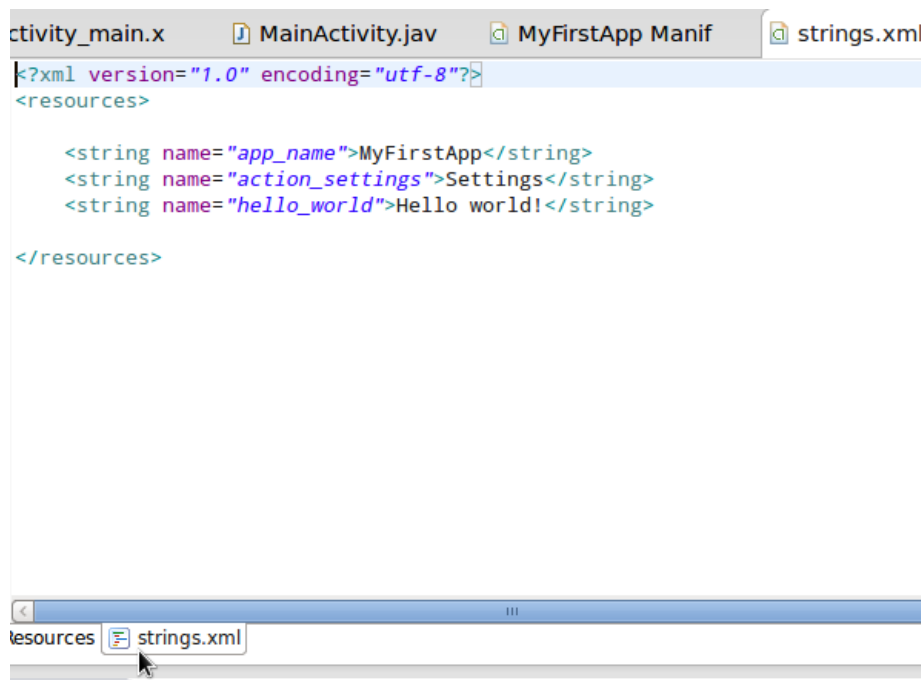 ctivity_main.x MainActivity.jav MyFirstApp Manif strings.xml
<?xml version="1.0" encoding="utf-8"?>
<resources>
<string name="app_name">MyFirstApp</string>
<string name="action_settings">Settings</string>
<string name="hello_world">Hello world!</string>
</resources>
Resources strings.xml